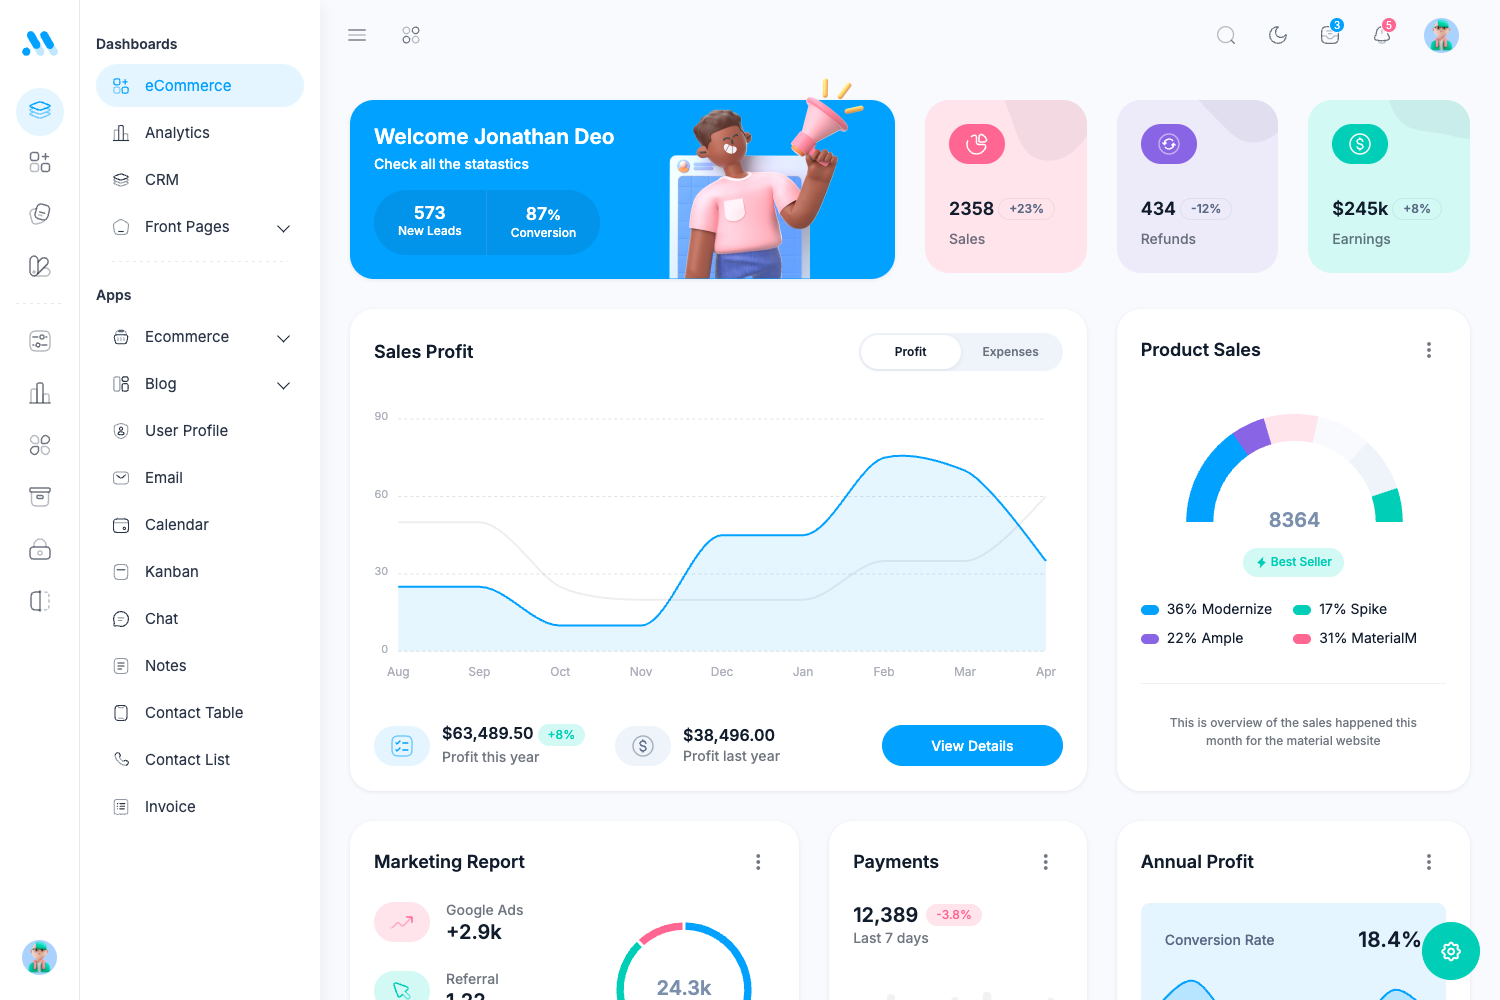 Dashboards
eCommerce
Analytics
CRM
Front Pages
Apps
Ecommerce
Blog
User Profile
Email
Calendar
Kanban
Chat
Notes
Contact Table
Contact List
Invoice
3
5
Welcome Jonathan Deo
Check all the statastics
573
New Leads
87%
Conversion
2358 +23%
Sales
434 -12%
Refunds
$245k +8%
Earnings
Sales Profit
Profit Expenses
90
60
30
0
Aug Sep Oct Nov Dec Jan Feb Mar Apr
$63,489.50 +8%
Profit this year
$38,496.00
Profit last year
View Details
Product Sales
8364
Best Seller
36% Modernize
17% Spike
22% Ample
31% MaterialM
This is overview of the sales happened this
month for the material website
Marketing Report
Google Ads
+2.9k
Referral
1.22
24.3k
Payments
12,389 -3.8%
Last 7 days
Annual Profit
Conversion Rate
18.4%